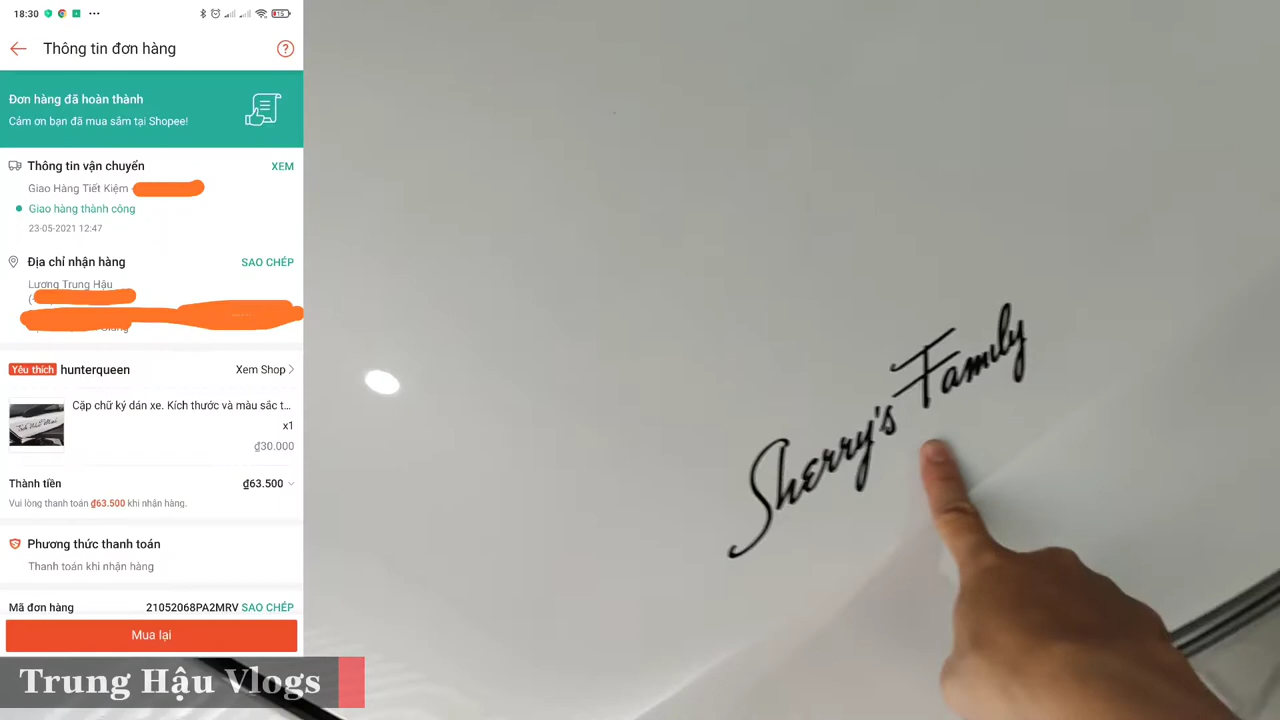 18:30
15
Thông tin đơn hàng
Đơn hàng đã hoàn thành
Cảm ơn bạn đã mua sắm tại Shopee!
Thông tin vận chuyển
XEM
Giao Hàng Tiết Kiệm
Giao hàng thành công
23-05-2021 12:47
Địa chỉ nhận hàng
SAO CHÉP
Lương Trung Hậu
Yêu thích hunterqueen
Xem Shop
Cặp chữ ký dán xe. Kích thước và màu sắc t...
x1
₫30.000
Thành tiền
₫63.500
Vui lòng thanh toán ₫63.500 khi nhận hàng.
Phương thức thanh toán
Thanh toán khi nhận hàng
Mã đơn hàng
21052068PA2MRV SAO CHÉP
Mua lại
Trung Hậu Vlogs
Sherry's Family